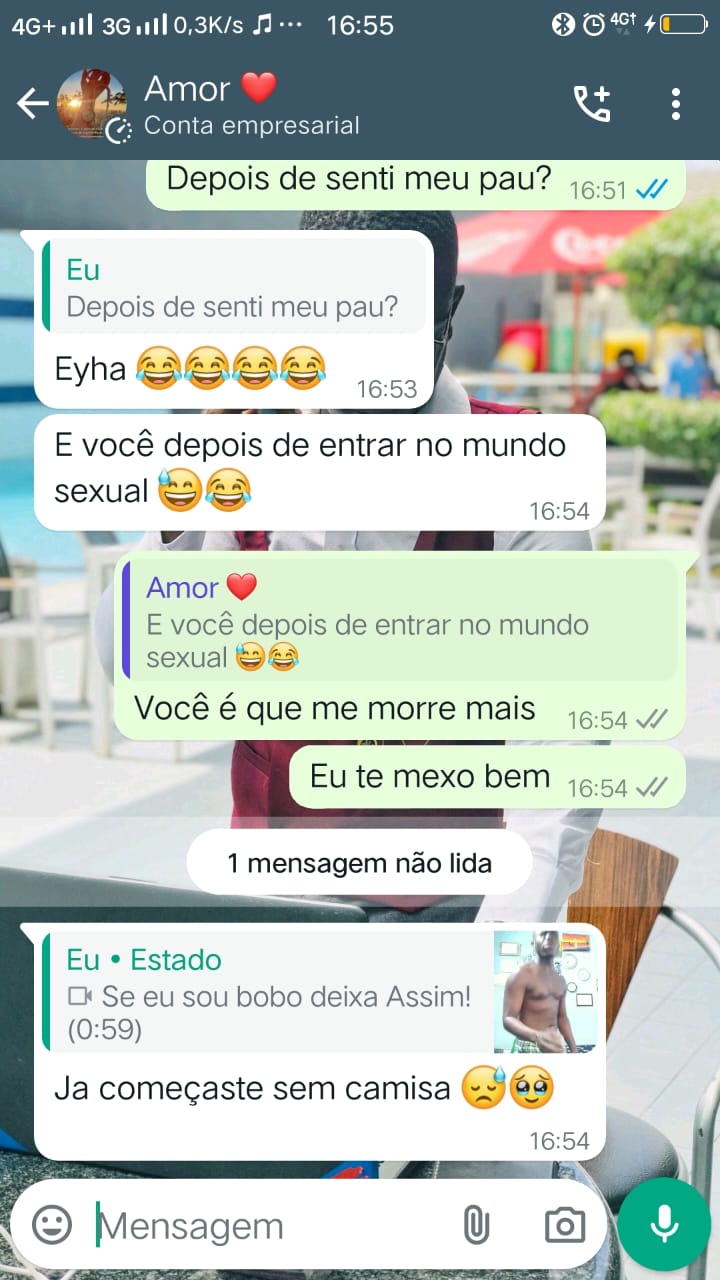 4G+ 3G 0,3K/s 16:55 4G†
Amor ❤️
Conta empresarial
Depois de senti meu pau? 16:51
Eu
Depois de senti meu pau?
Eyha 😂😂😂😂 16:53
E você depois de entrar no mundo
sexual 😅😂 16:54
Amor ❤️
E você depois de entrar no mundo
sexual 😅😂
Você é que me morre mais 16:54
Eu te mexo bem 16:54
1 mensagem não lida
Eu • Estado
Se eu sou bobo deixa Assim!
(0:59)
Ja começaste sem camisa 😓🥹
16:54
Mensagem